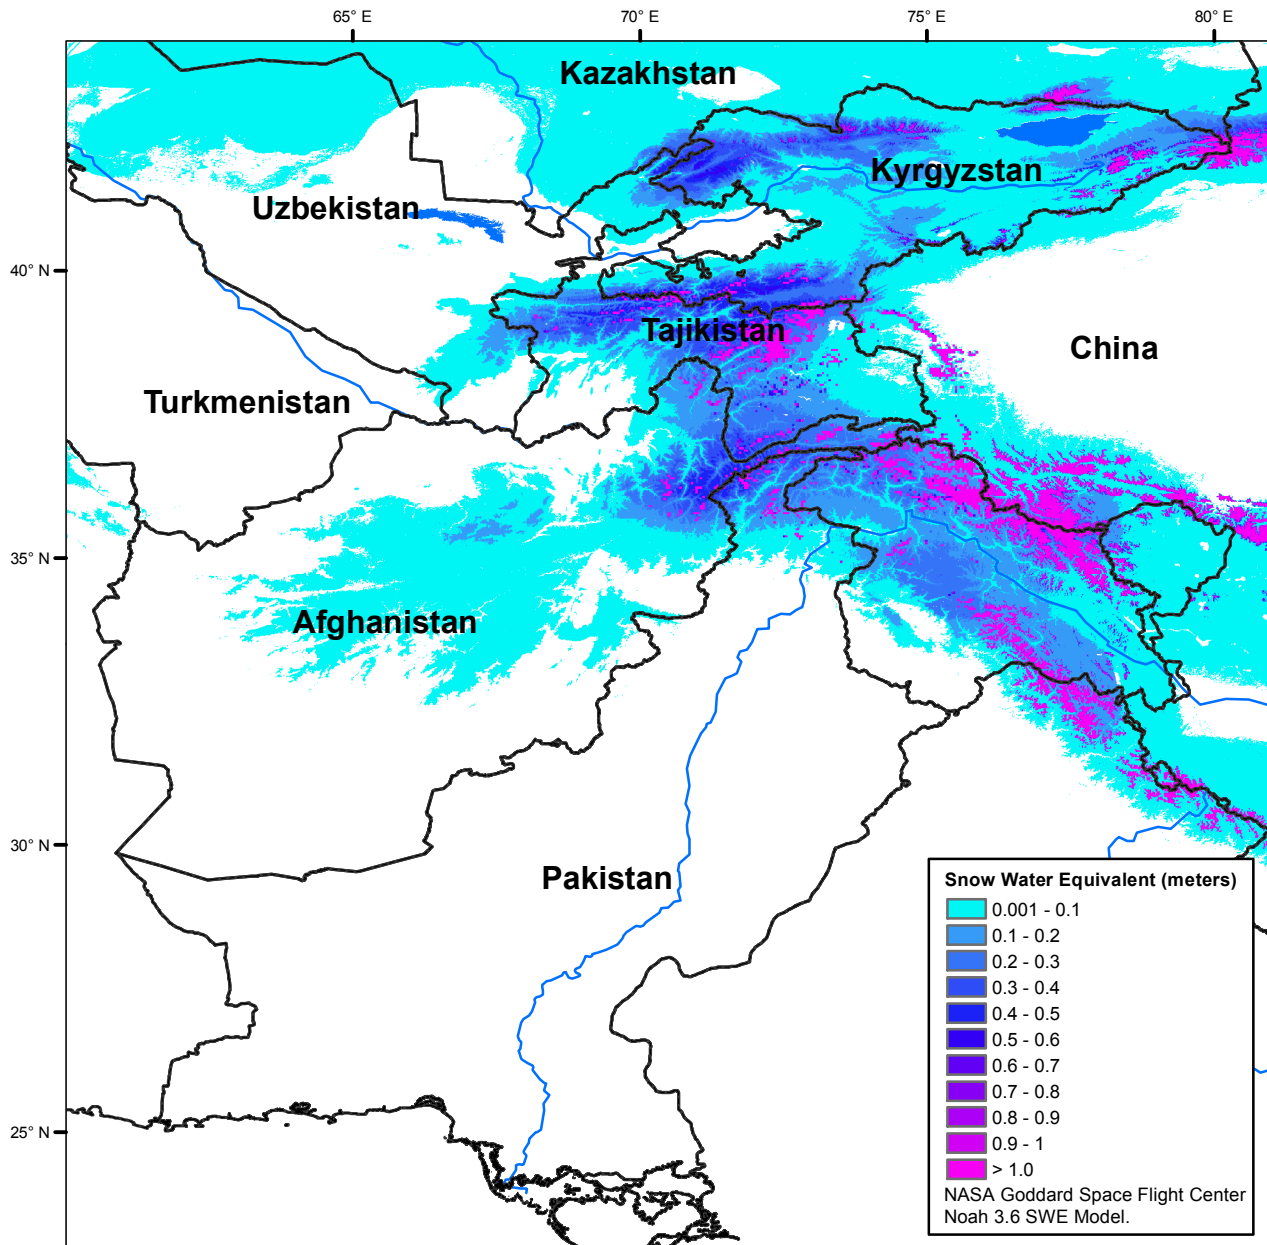 65° E 70° E 75° E 80° E
Kazakhstan
Kyrgyzstan
Uzbekistan
40° N
Tajikistan
China
Turkmenistan
35° N
Afghanistan
30° N
Pakistan
Snow Water Equivalent (meters)
0.001 - 0.1
0.1 - 0.2
0.2 - 0.3
0.3 - 0.4
0.4 - 0.5
0.5 - 0.6
0.6 - 0.7
0.7 - 0.8
0.8 - 0.9
0.9 - 1
> 1.0
25° N
NASA Goddard Space Flight Center
Noah 3.6 SWE Model.